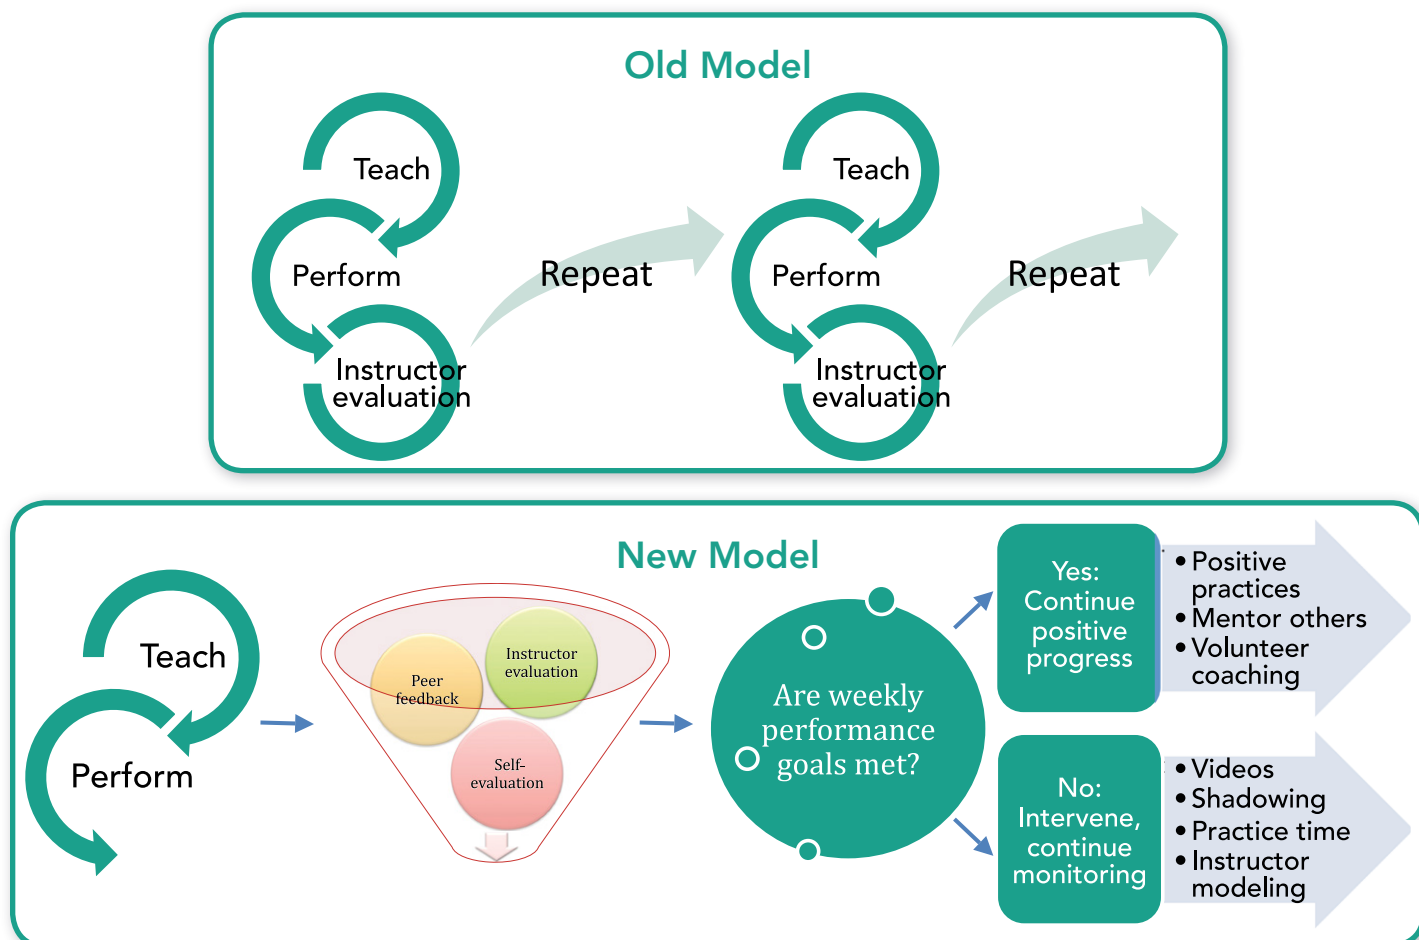 Old Model
Teach
Perform
Instructor
evaluation
Repeat
Teach
Perform
Instructor
evaluation
Repeat
New Model
Teach
Perform
Peer
feedback
Instructor
evaluation
Self-
evaluation
Are weekly
performance
goals met?
Yes:
Continue
positive
progress
• Positive
practices
• Mentor others
• Volunteer
coaching
No:
Intervene,
continue
monitoring
• Videos
• Shadowing
• Practice time
• Instructor
modeling